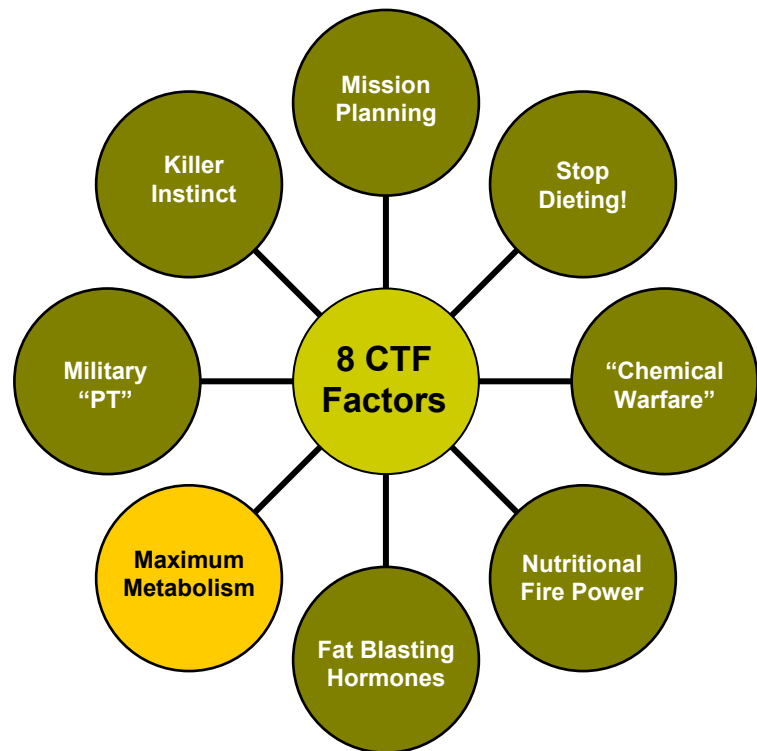 Mission
Planning
Killer
Instinct
Stop
Dieting!
8 CTF
Factors
Military
“PT”
“Chemical
Warfare”
Maximum
Metabolism
Nutritional
Fire Power
Fat Blasting
Hormones